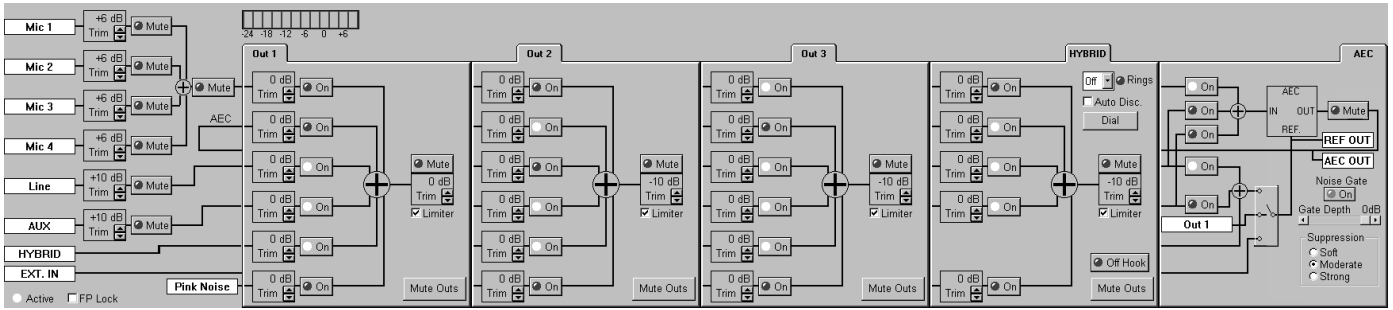 Mic 1
+6 dB
Trim
Mute
Mic 2
+6 dB
Trim
Mute
Mic 3
+6 dB
Trim
Mute
Mic 4
+6 dB
Trim
Mute
Line
+10 dB
Trim
Mute
AUX
+10 dB
Trim
Mute
HYBRID
EXT. IN
Active
FP Lock
Mute
AEC
Pink Noise
-24 -18 -12 -6 0 +6
Out 1
0 dB
Trim
On
0 dB
Trim
On
0 dB
Trim
On
0 dB
Trim
On
0 dB
Trim
On
0 dB
Trim
On
Mute
0 dB
Trim
Limiter
Mute Outs
Out 2
0 dB
Trim
On
0 dB
Trim
On
0 dB
Trim
On
0 dB
Trim
On
0 dB
Trim
On
0 dB
Trim
On
Mute
-10 dB
Trim
Limiter
Mute Outs
Out 3
0 dB
Trim
On
0 dB
Trim
On
0 dB
Trim
On
0 dB
Trim
On
0 dB
Trim
On
0 dB
Trim
On
Mute
-10 dB
Trim
Limiter
Mute Outs
HYBRID
0 dB
Trim
On
0 dB
Trim
On
0 dB
Trim
On
0 dB
Trim
On
0 dB
Trim
On
Off
Rings
Auto Disc.
Dial
Mute
-10 dB
Trim
Limiter
Off Hook
Mute Outs
AEC
On
On
On
On
On
Out 1
AEC
IN OUT
REF.
Mute
REF OUT
AEC OUT
Noise Gate
On
Gate Depth 0dB
Suppression
Soft
Moderate
Strong